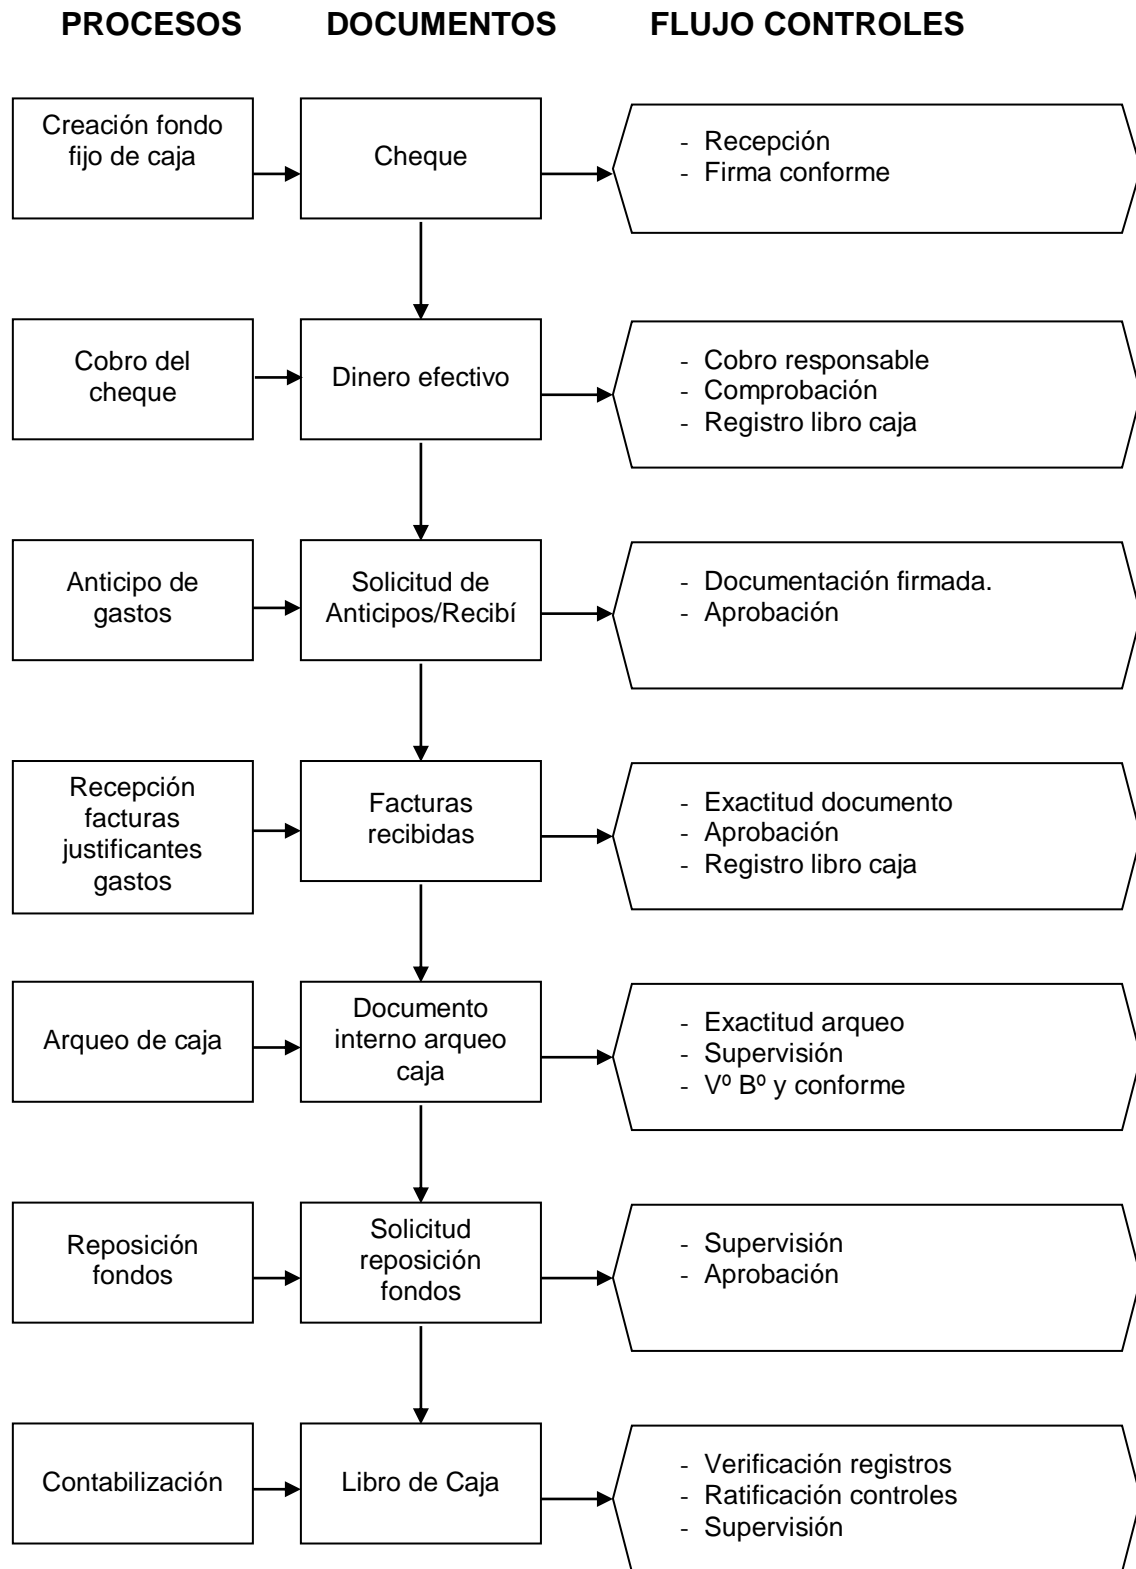 PROCESOS DOCUMENTOS FLUJO CONTROLES
Creación fondo
fijo de caja
Cheque
- Recepción
- Firma conforme
Cobro del
cheque
Dinero efectivo
- Cobro responsable
- Comprobación
- Registro libro caja
Anticipo de
gastos
Solicitud de
Anticipos/Recibí
- Documentación firmada.
- Aprobación
Recepción
facturas
justificantes
gastos
Facturas
recibidas
- Exactitud documento
- Aprobación
- Registro libro caja
Arqueo de caja
Documento
interno arqueo
caja
- Exactitud arqueo
- Supervisión
- Vº Bº y conforme
Reposición
fondos
Solicitud
reposición
fondos
- Supervisión
- Aprobación
Contabilización
Libro de Caja
- Verificación registros
- Ratificación controles
- Supervisión